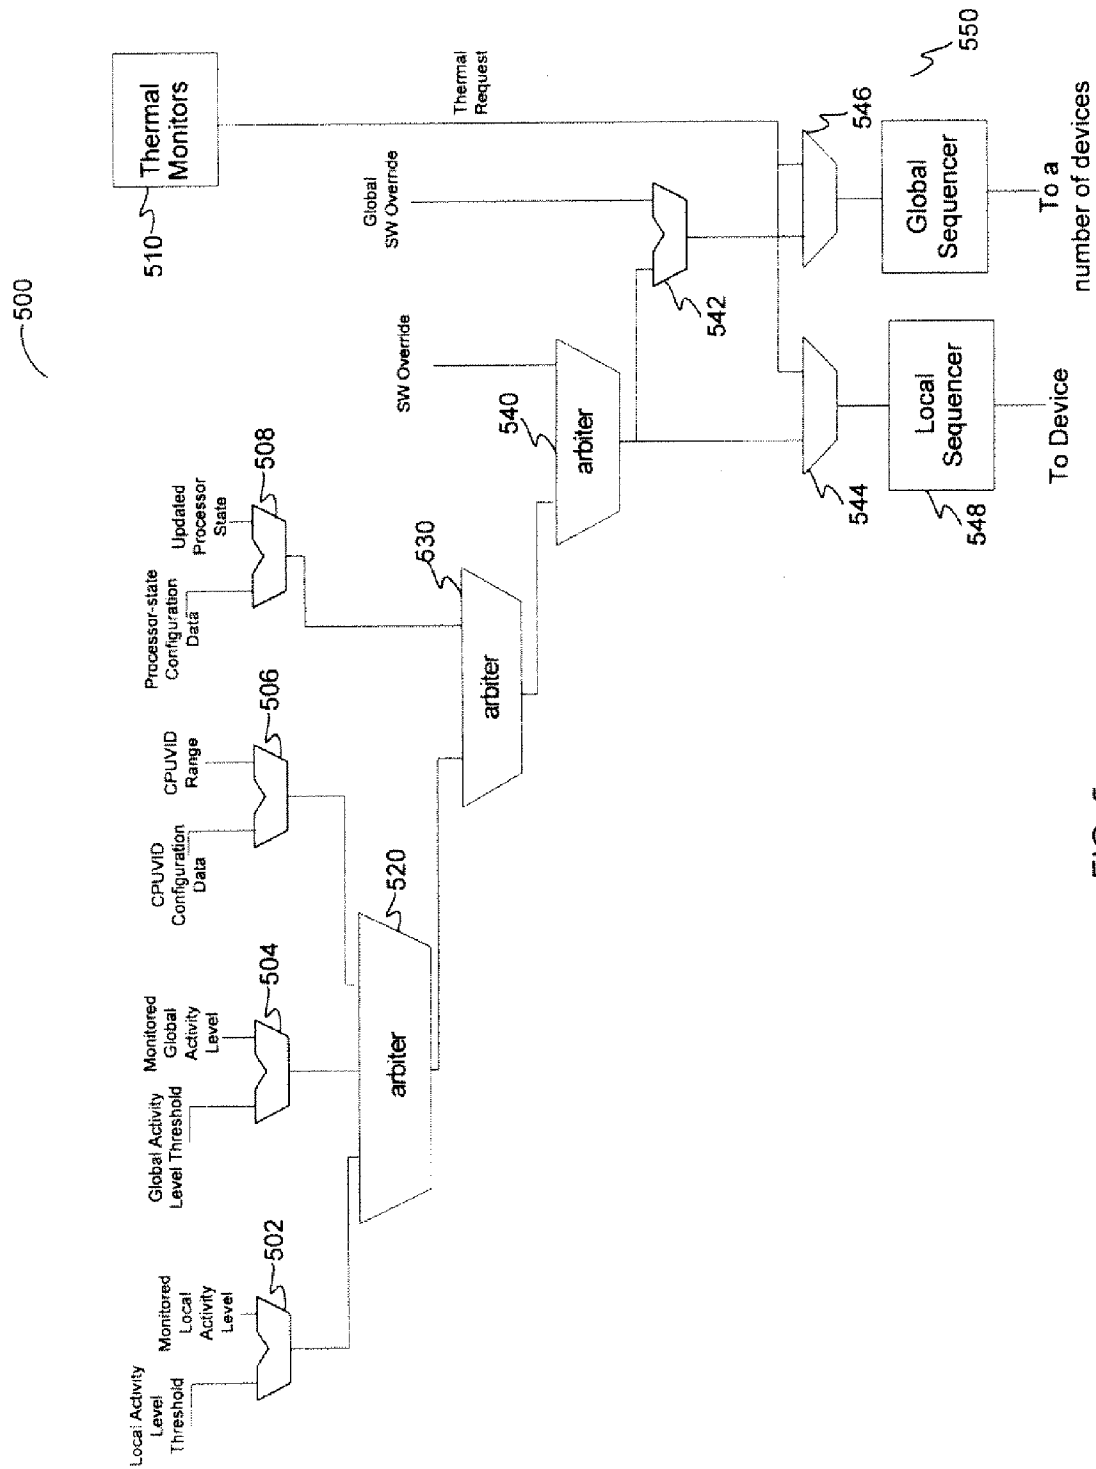 500
Local Activity
Level
Threshold
Monitored
Local
Activity
Level
502
Global Activity
Level Threshold
Monitored
Global
Activity
Level
504
CPUVID
Configuration
Data
CPUVID
Range
506
Processor-state
Configuration
Data
Updated
Processor
State
508
510
Thermal
Monitors
arbiter
520
arbiter
530
SW Override
540
arbiter
Global
SW Override
Thermal
Request
542
544
546
548
Local
Sequencer
Global
Sequencer
550
To Device
To a
number of devices